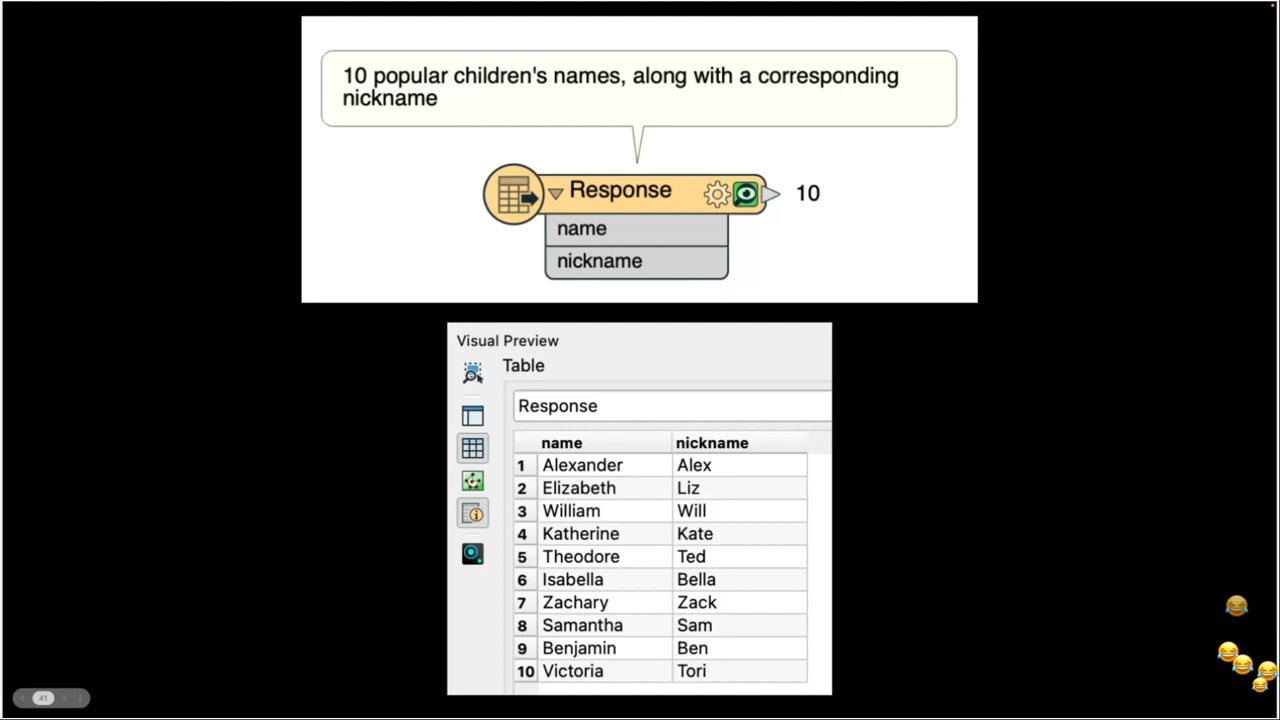 10 popular children's names, along with a corresponding
nickname
Response
10
name
nickname
Visual Preview
Table
Response
name nickname
1 Alexander Alex
2 Elizabeth Liz
3 William Will
4 Katherine Kate
5 Theodore Ted
6 Isabella Bella
7 Zachary Zack
8 Samantha Sam
9 Benjamin Ben
10 Victoria Tori
41